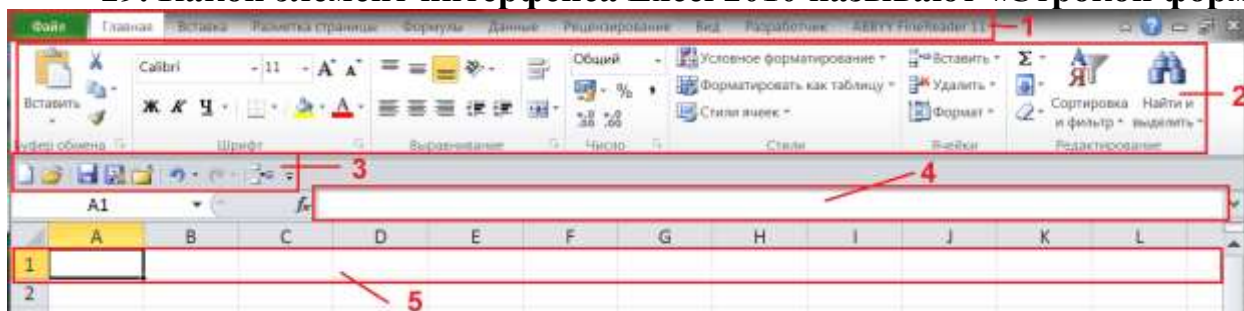 29. Какой элемент интерфейса Excel 2010 называют «Строкой форм
Файл Главная Вставка Разметка страницы Формулы Данные Рецензирование Вид Разработчик ABBYY FineReader 11 1
Вставить Calibri 11 A A Общий Условное форматирование Вставить Σ
Ж К Ч А % Форматировать как таблицу Удалить Сортировка и фильтр Найти и выделить 2
Стили ячеек Формат
буфер обмена Шрифт Выравнивание Число Стили Ячейки Редактирование
3 4
A1 fx
A B C D E F G H I J K L
1
2 5